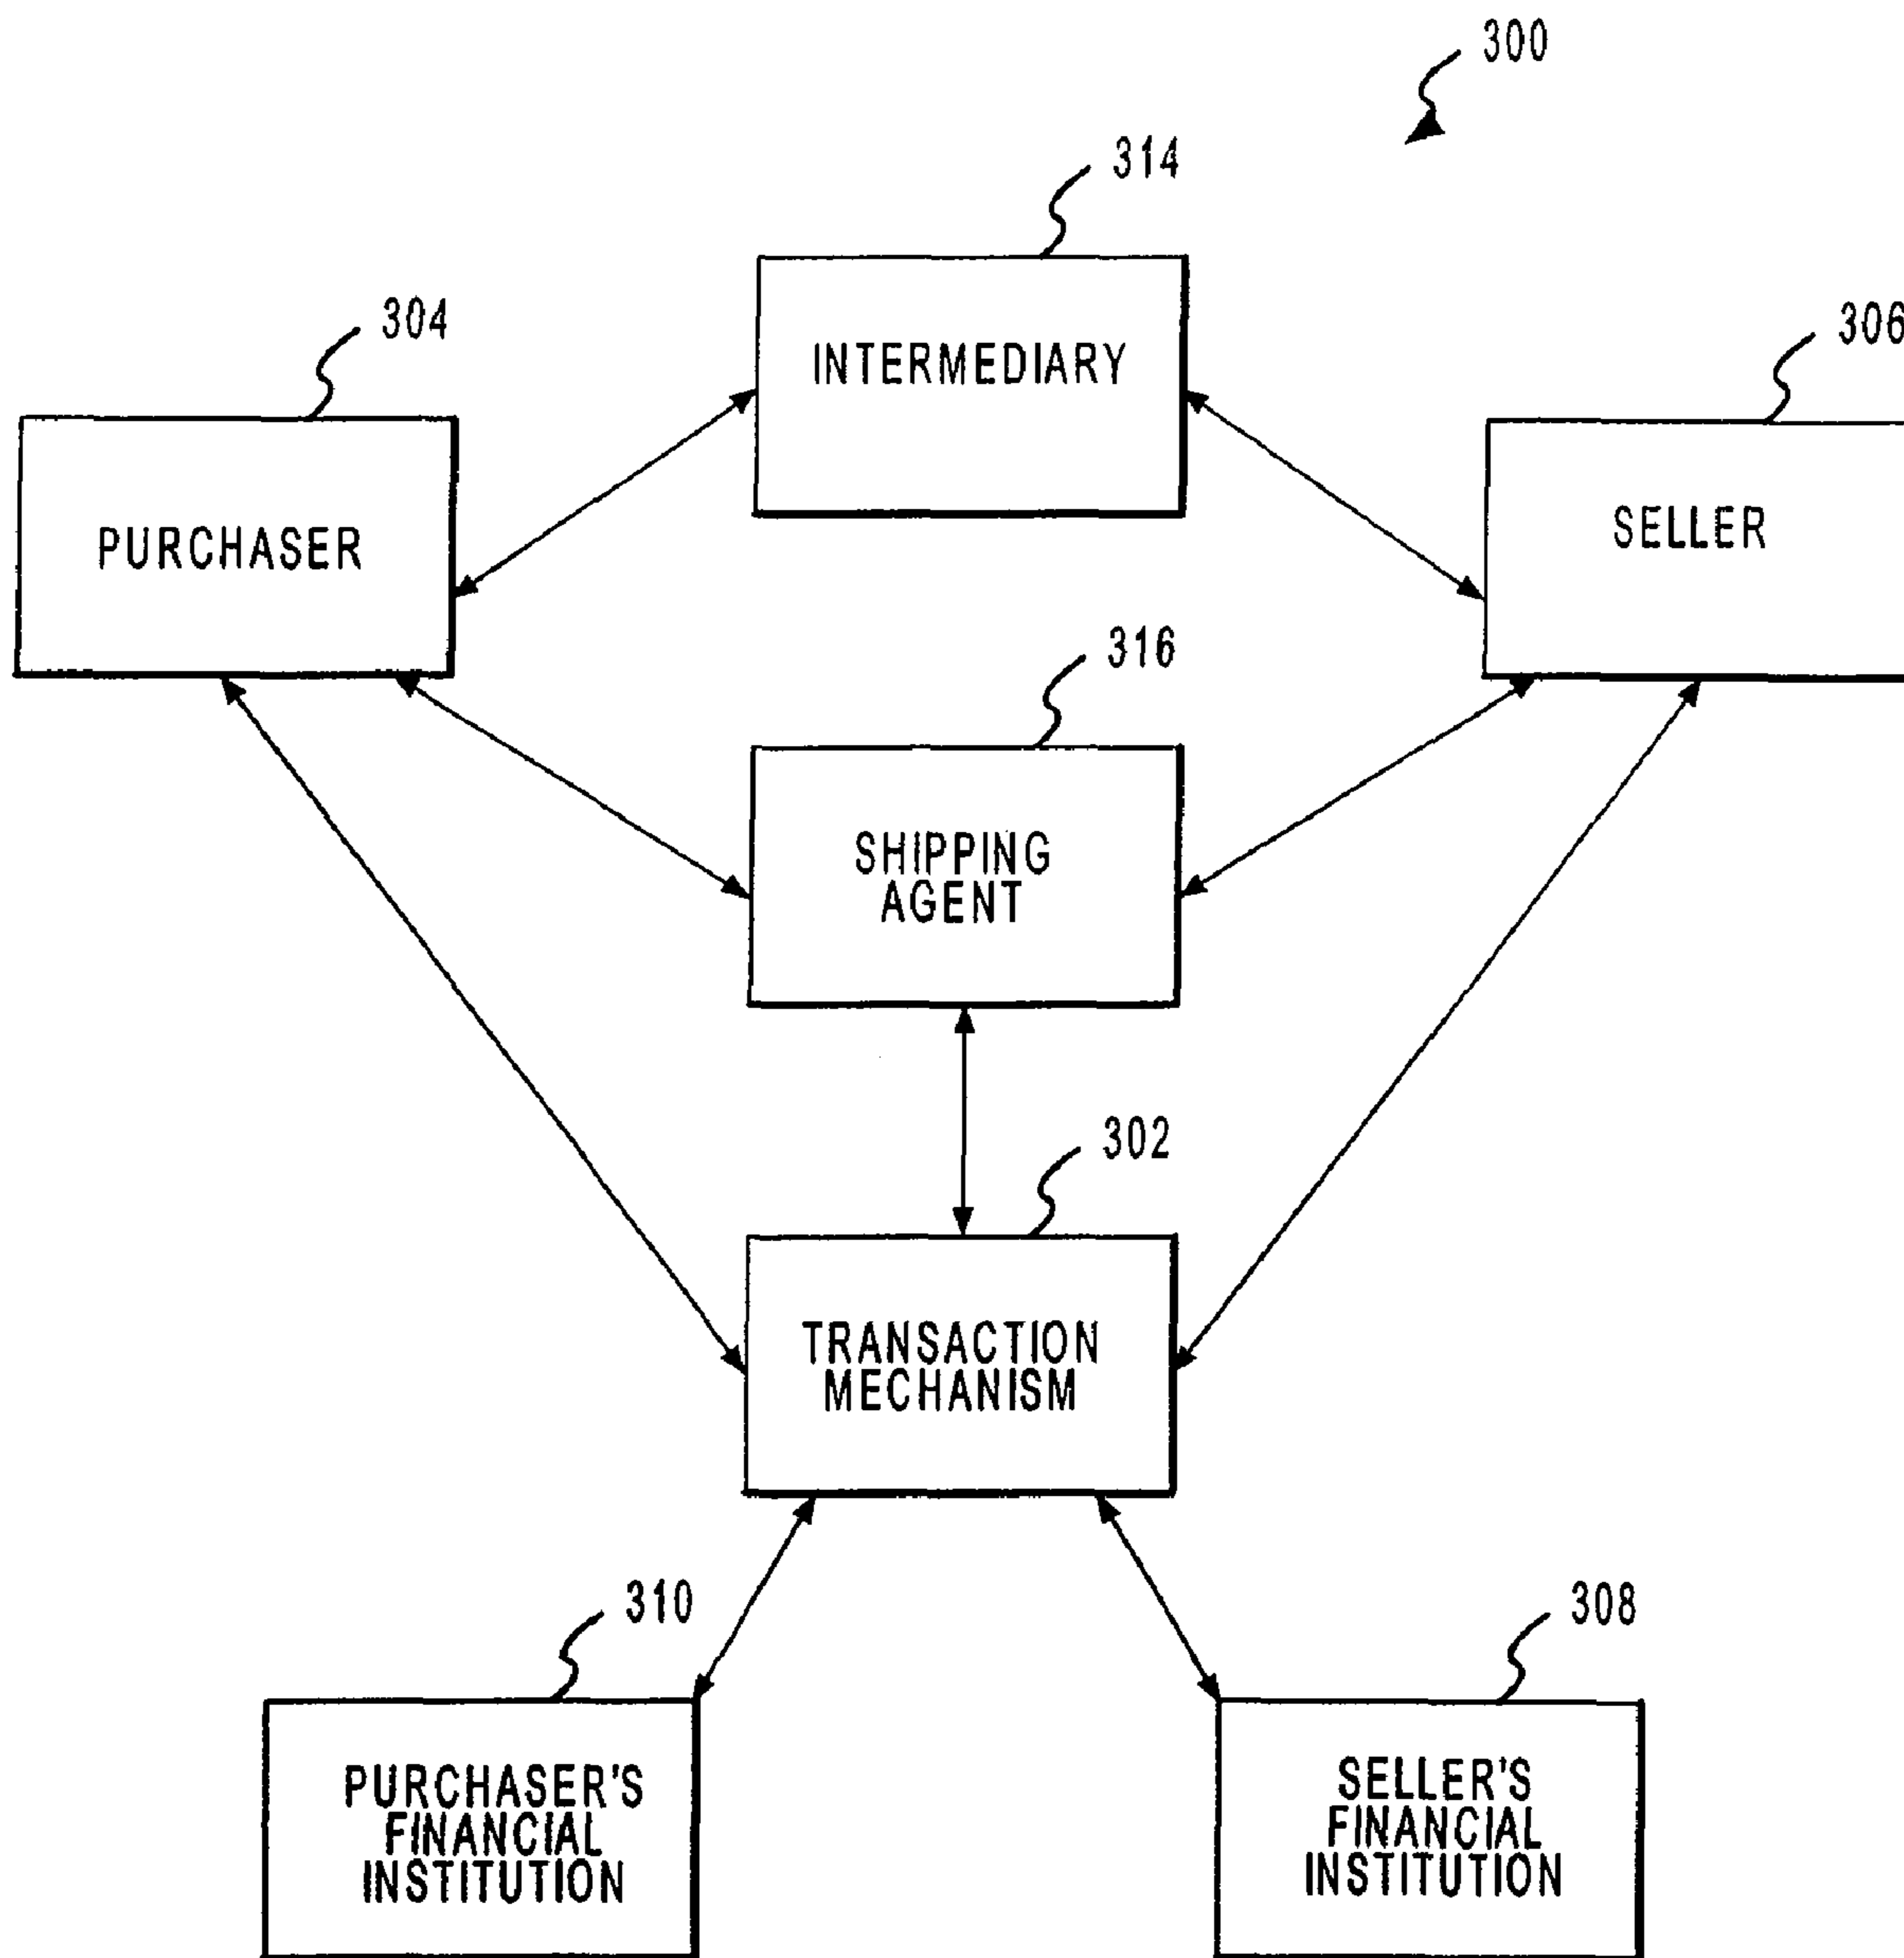 300
314
304
306
INTERMEDIARY
PURCHASER
SELLER
316
SHIPPING
AGENT
302
TRANSACTION
MECHANISM
310
308
PURCHASER'S
FINANCIAL
INSTITUTION
SELLER'S
FINANCIAL
INSTITUTION